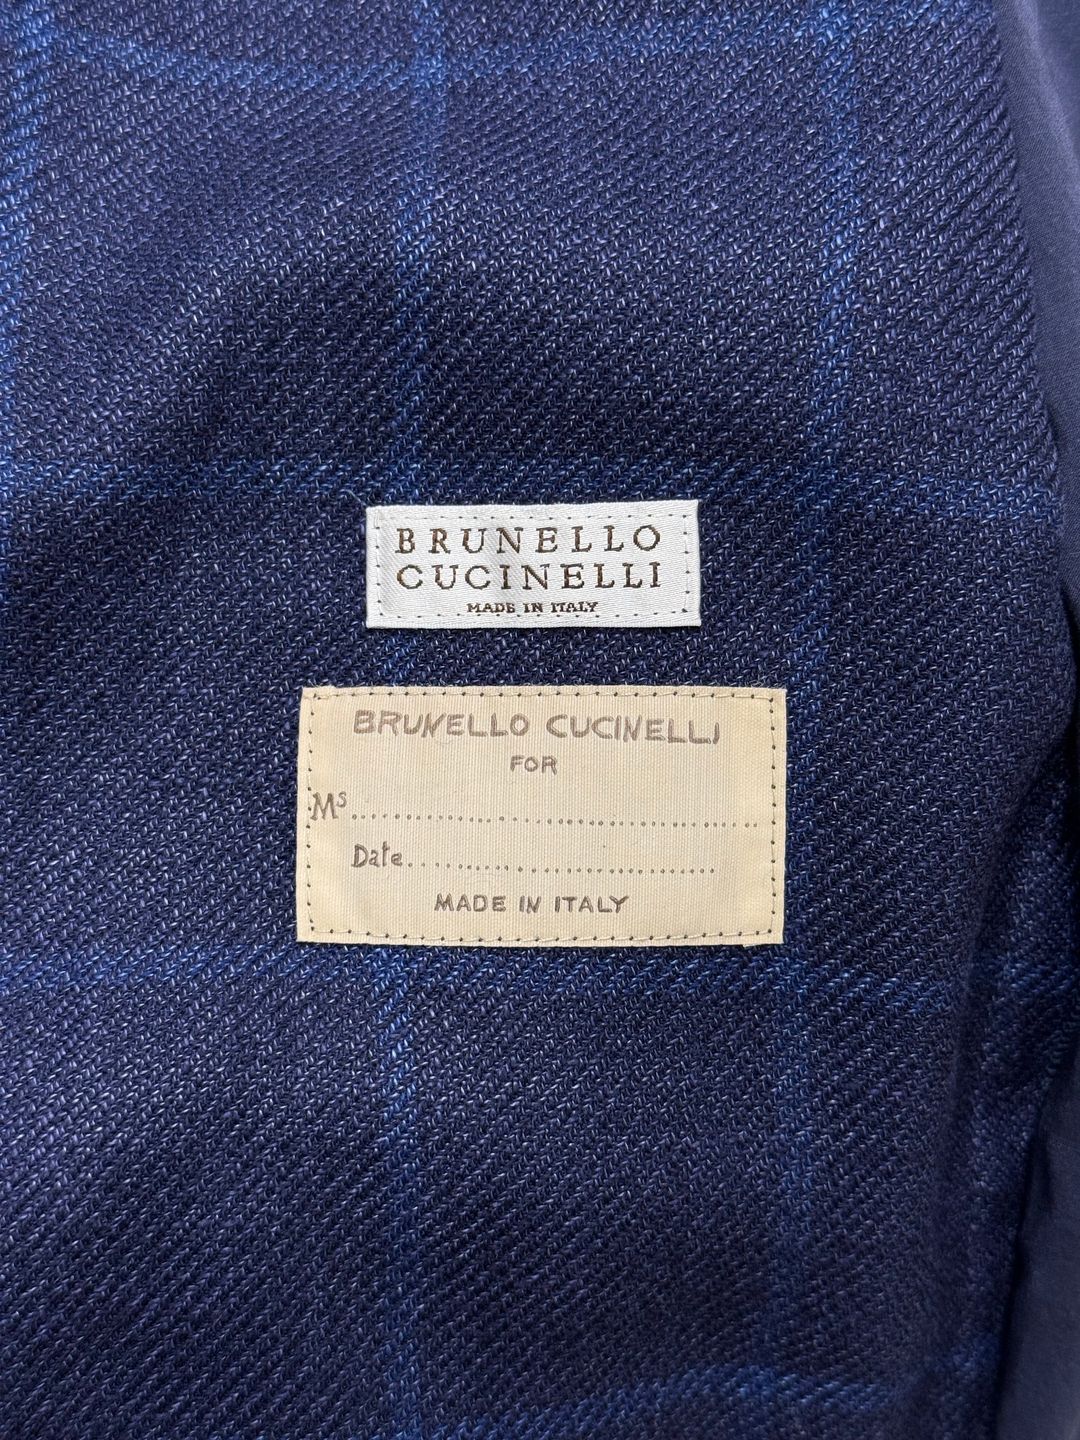 BRUNELLO
CUCINELLI
MADE IN ITALY
BRUNELLO CUCINELLI
FOR
Ms..............................................
Date...................................
MADE IN ITALY